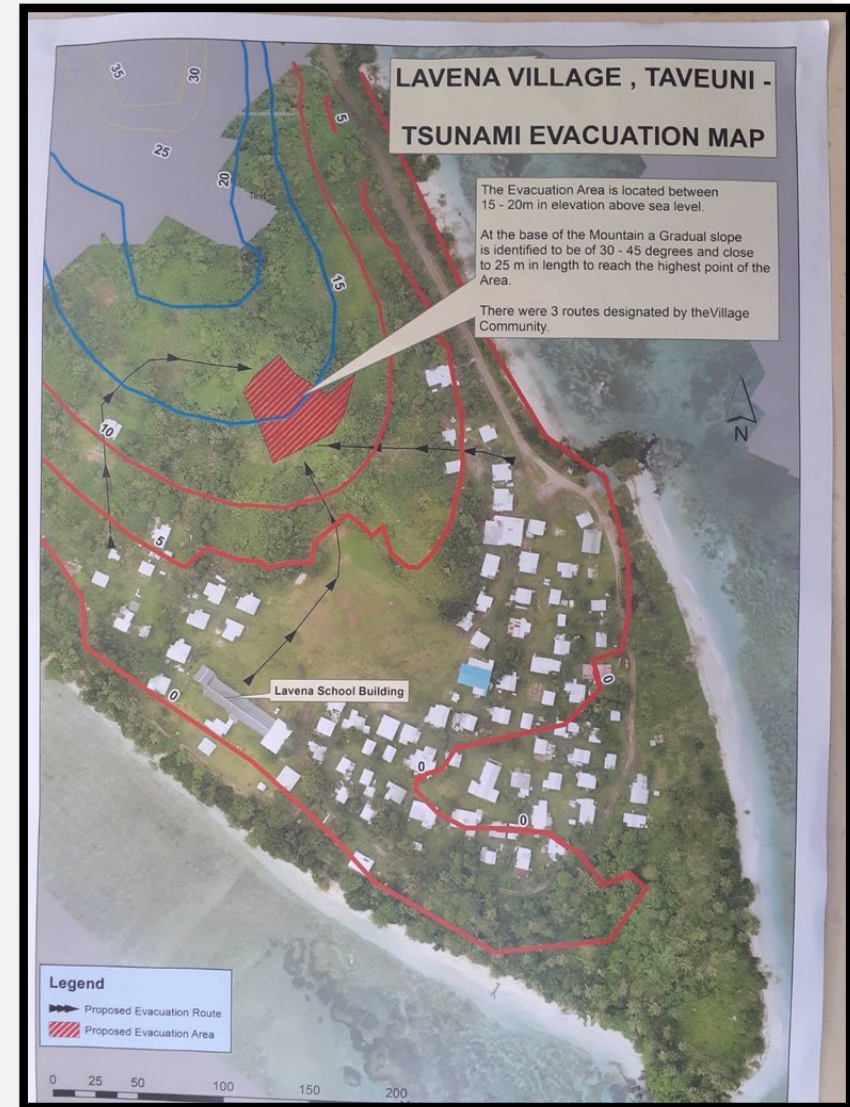 LAVENA VILLAGE , TAVEUNI -
TSUNAMI EVACUATION MAP
The Evacuation Area is located between
15 - 20m in elevation above sea level.
At the base of the Mountain a Gradual slope
is identified to be of 30 - 45 degrees and close
to 25 m in length to reach the highest point of the
Area.
There were 3 routes designated by theVillage
Community.
35
30
25
20
Text
5
15
10
5
N
Lavena School Building
0
0
0
0
Legend
Proposed Evacuation Route
Proposed Evacuation Area
0 25 50 100 150 200